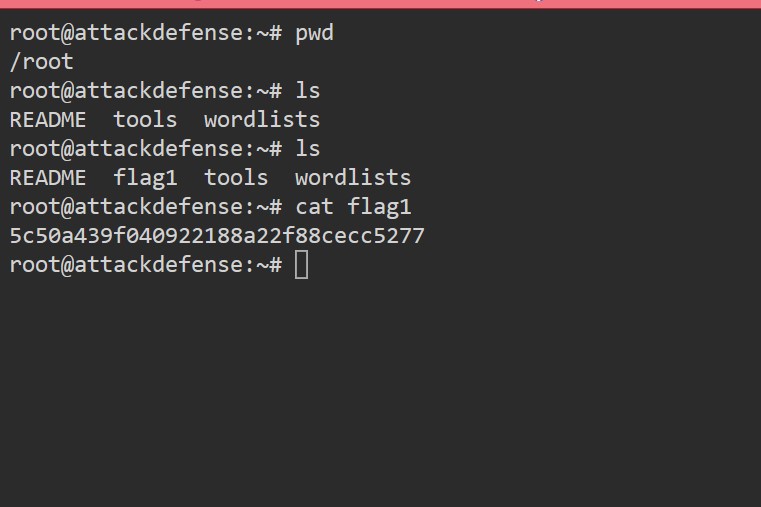 root@attackdefense:~# pwd
/root
root@attackdefense:~# ls
README  tools  wordlists
root@attackdefense:~# ls
README  flag1  tools  wordlists
root@attackdefense:~# cat flag1
5c50a439f040922188a22f88cecc5277
root@attackdefense:~#